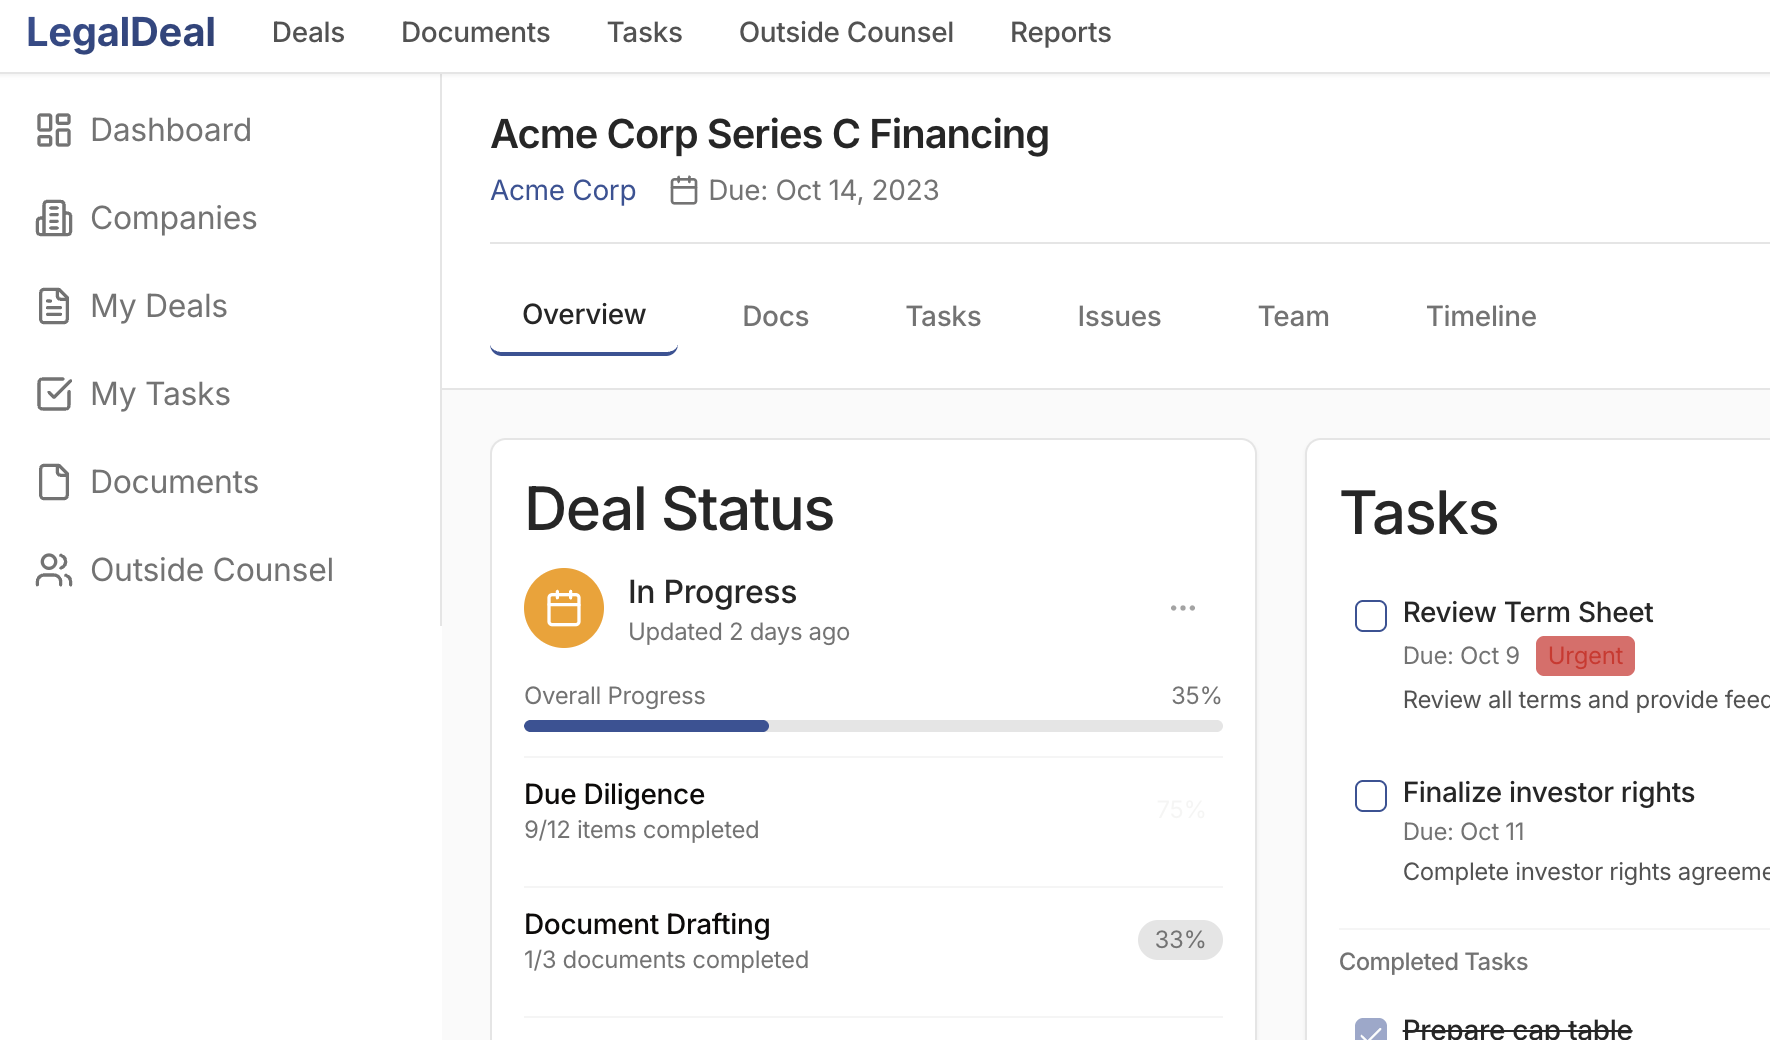 LegalDeal Deals Documents Tasks Outside Counsel Reports
Dashboard
Companies
My Deals
My Tasks
Documents
Outside Counsel
Acme Corp Series C Financing
Acme Corp Due: Oct 14, 2023
Overview Docs Tasks Issues Team Timeline
Deal Status
In Progress
Updated 2 days ago
Overall Progress 35%
Due Diligence
9/12 items completed
75%
Document Drafting
1/3 documents completed
33%
Tasks
Review Term Sheet
Due: Oct 9 Urgent
Review all terms and provide
Finalize investor rights
Due: Oct 11
Complete investor rights
Completed Tasks
Prepare cap table